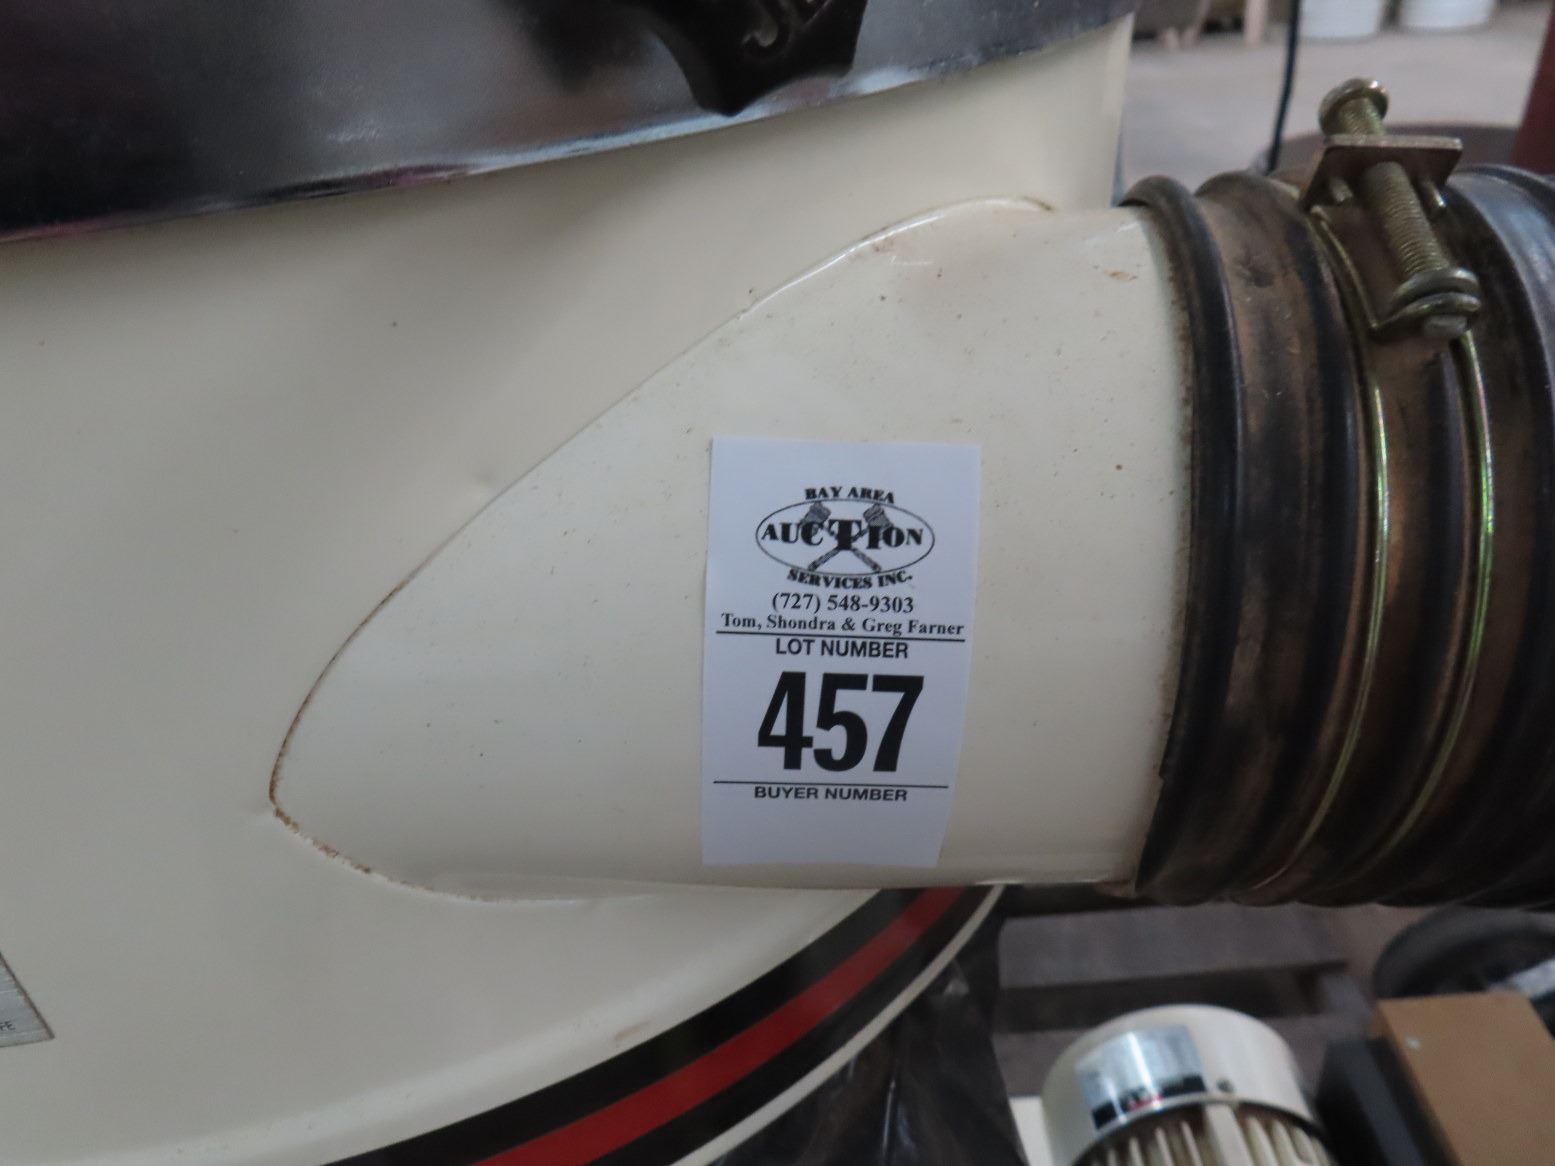 BAY AREA
AUCTION
SERVICES INC.
(727) 548-9303
Tom, Shondra & Greg Farner
LOT NUMBER
457
BUYER NUMBER